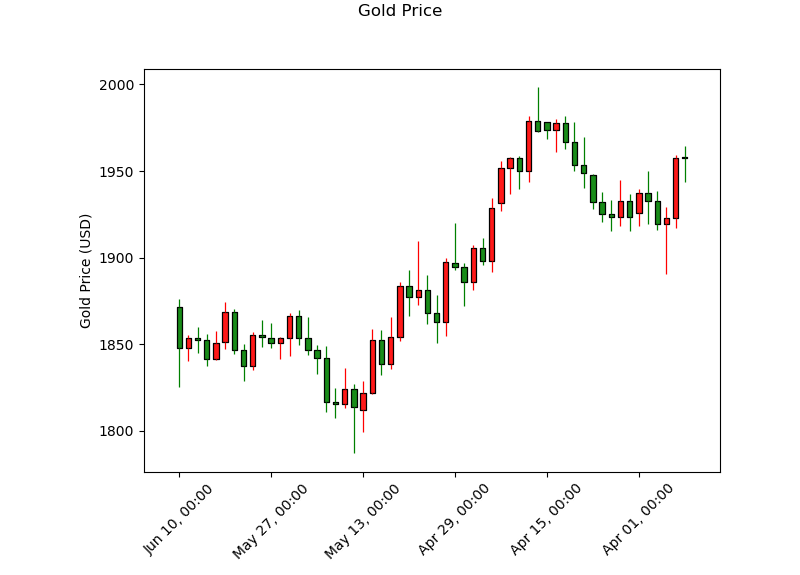 Gold Price
Gold Price (USD)
2000
1950
1900
1850
1800
Jun 10, 00:00
May 27, 00:00
May 13, 00:00
Apr 29, 00:00
Apr 15, 00:00
Apr 01, 00:00